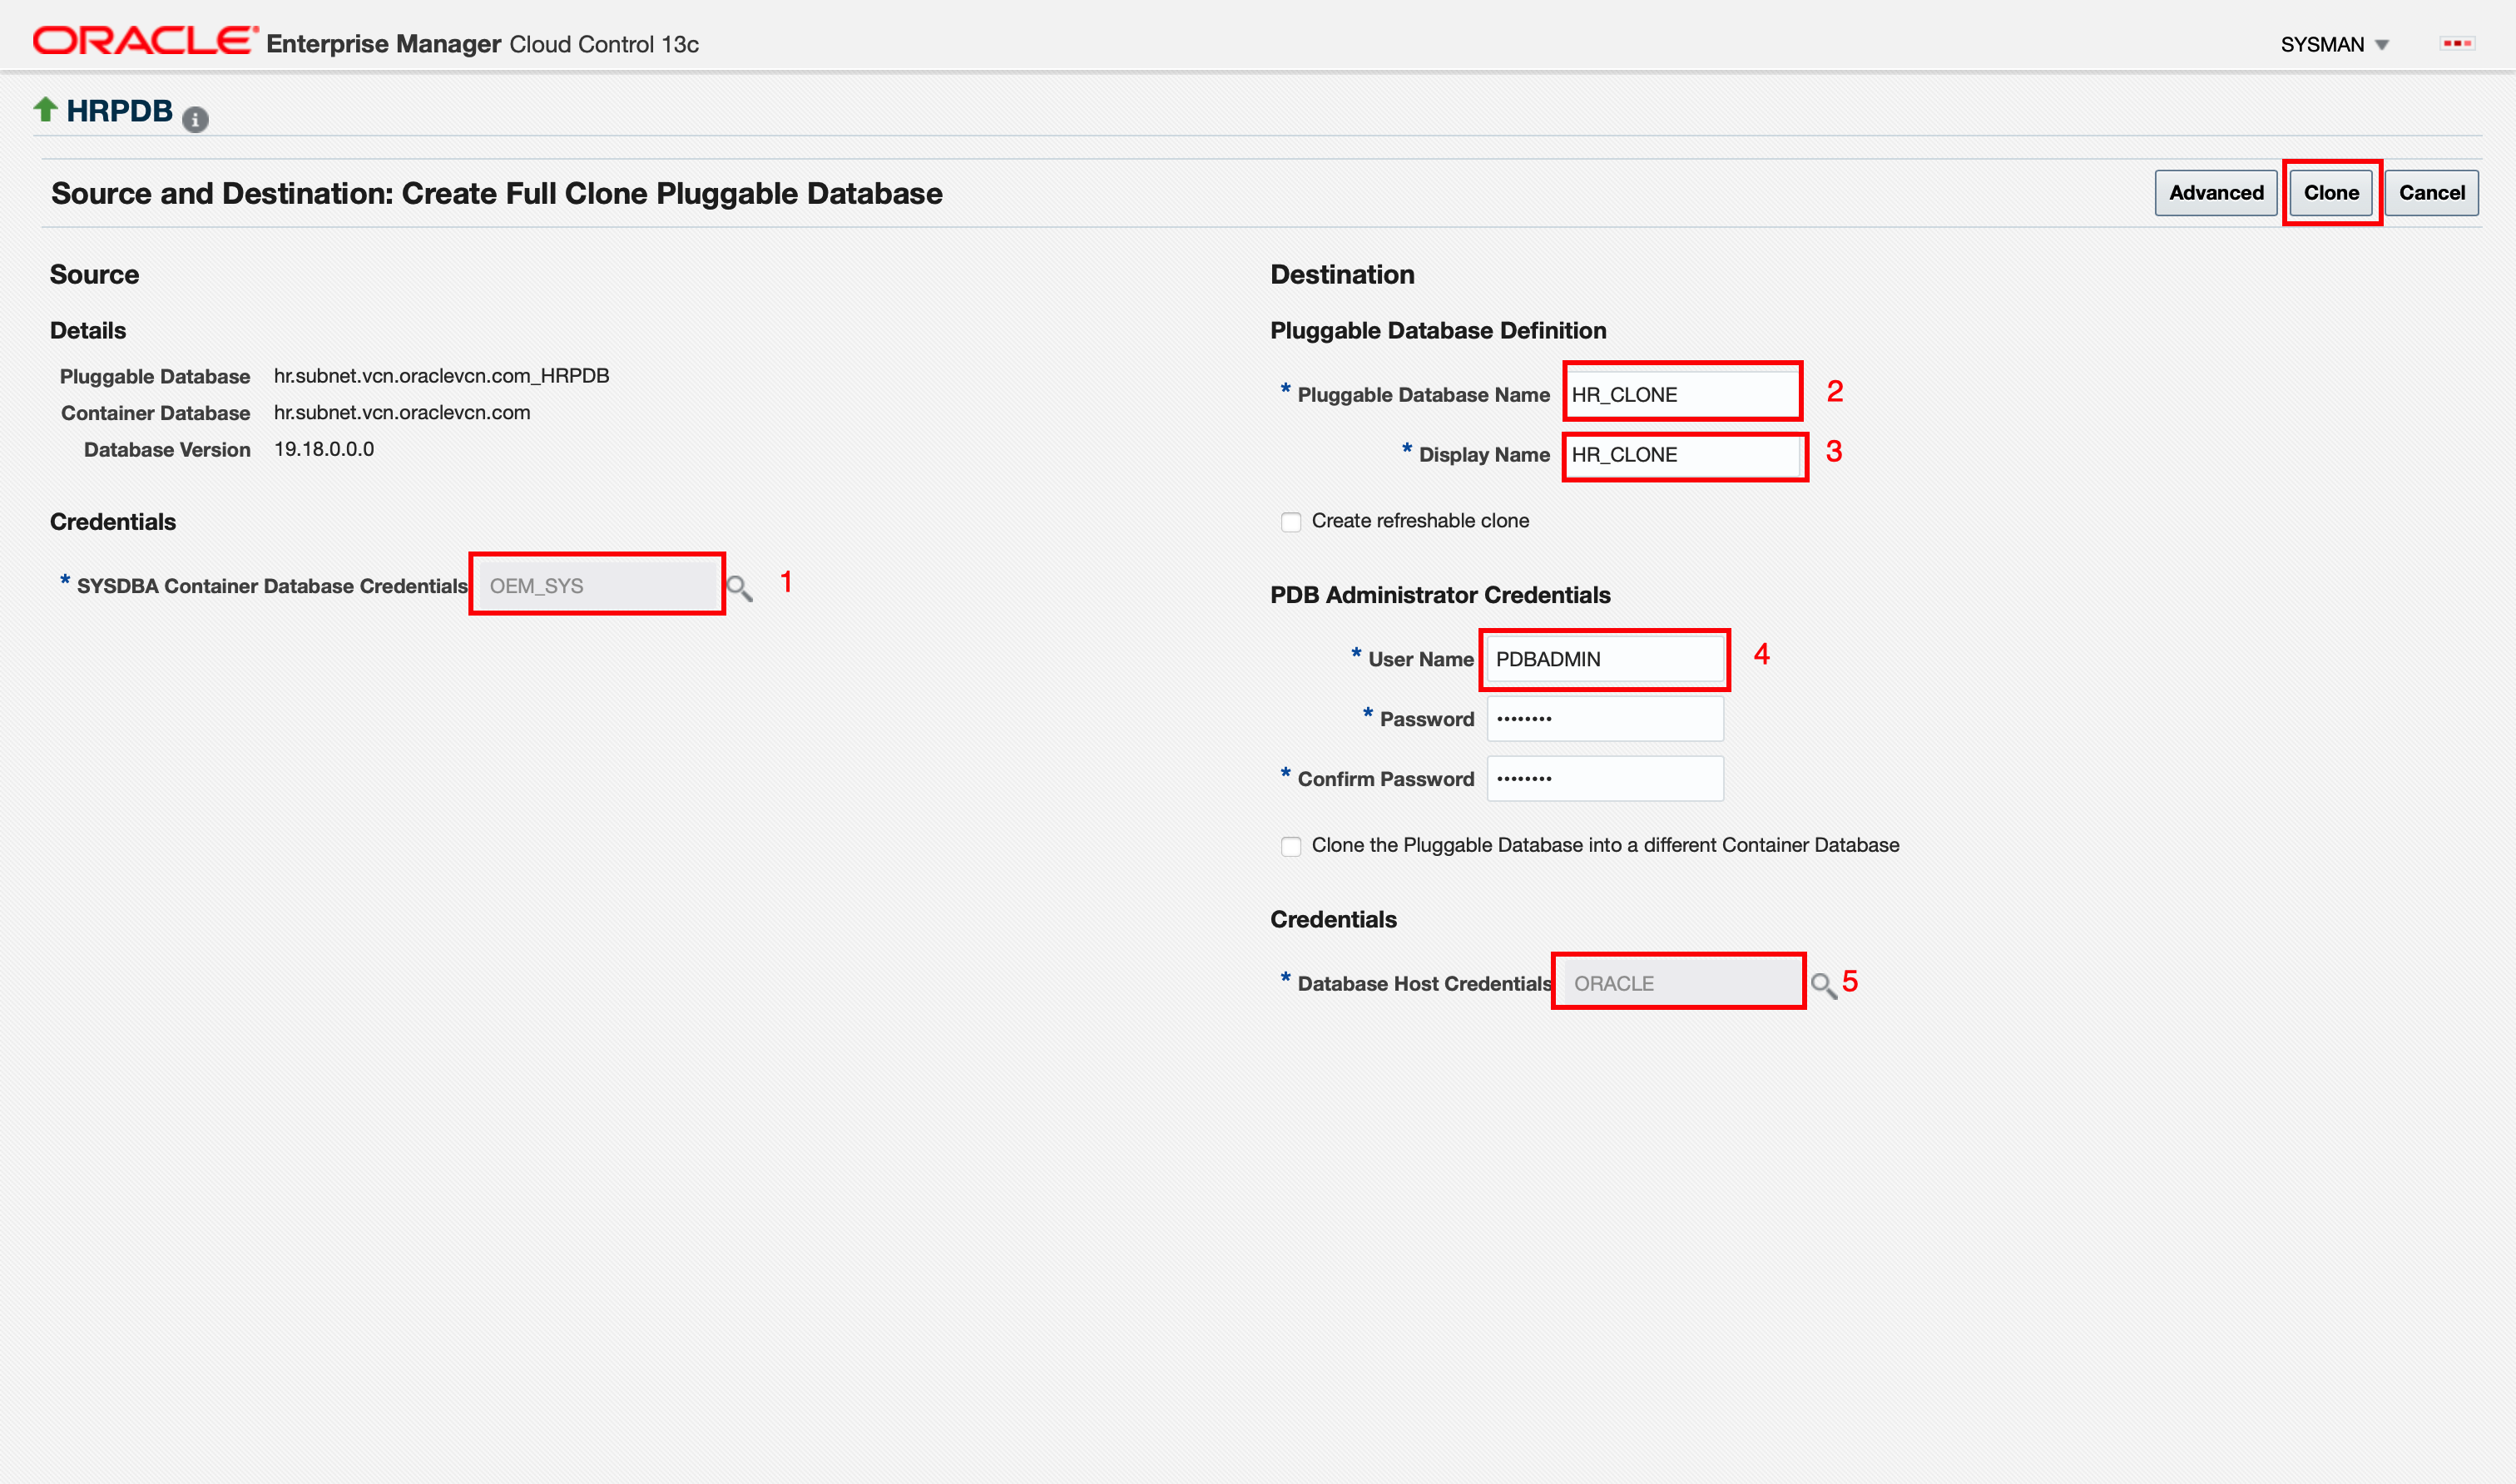 ORACLE Enterprise Manager Cloud Control 13c
SYSMAN
HRPDB
Source and Destination: Create Full Clone Pluggable Database
Advanced
Clone
Cancel
Source
Details
Pluggable Database hr.subnet.vcn.oraclevcn.com_HRPDB
Container Database hr.subnet.vcn.oraclevcn.com
Database Version 19.18.0.0.0
Credentials
* SYSDBA Container Database Credentials OEM_SYS 1
Destination
Pluggable Database Definition
* Pluggable Database Name HR_CLONE 2
* Display Name HR_CLONE 3
Create refreshable clone
PDB Administrator Credentials
* User Name PDBADMIN 4
* Password ••••••••
* Confirm Password ••••••••
Clone the Pluggable Database into a different Container Database
Credentials
* Database Host Credentials ORACLE 5